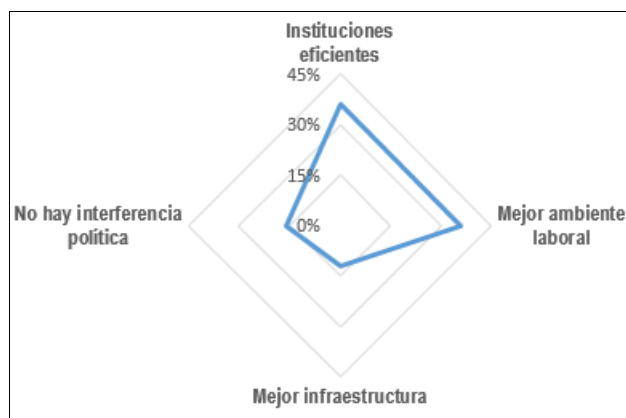 Instituciones
eficientes
45%
30%
15%
0%
No hay interferencia
política
Mejor ambiente
laboral
Mejor infraestructura